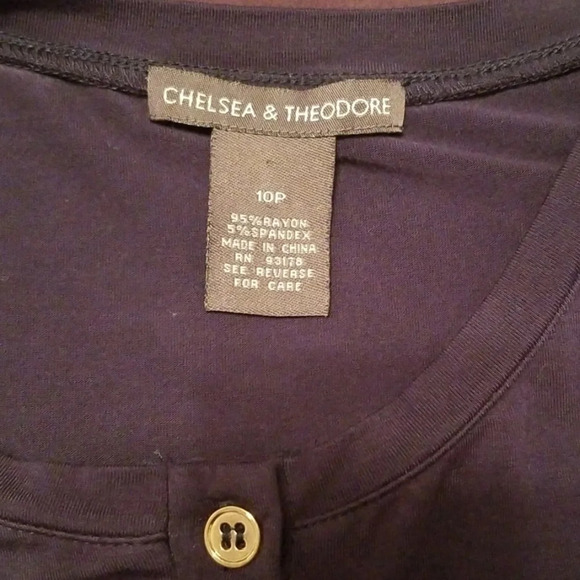 CHELSEA & THEODORE
10P
95% RAYON
5% SPANDEX
MADE IN CHINA
RN 93178
SEE REVERSE
FOR CARE